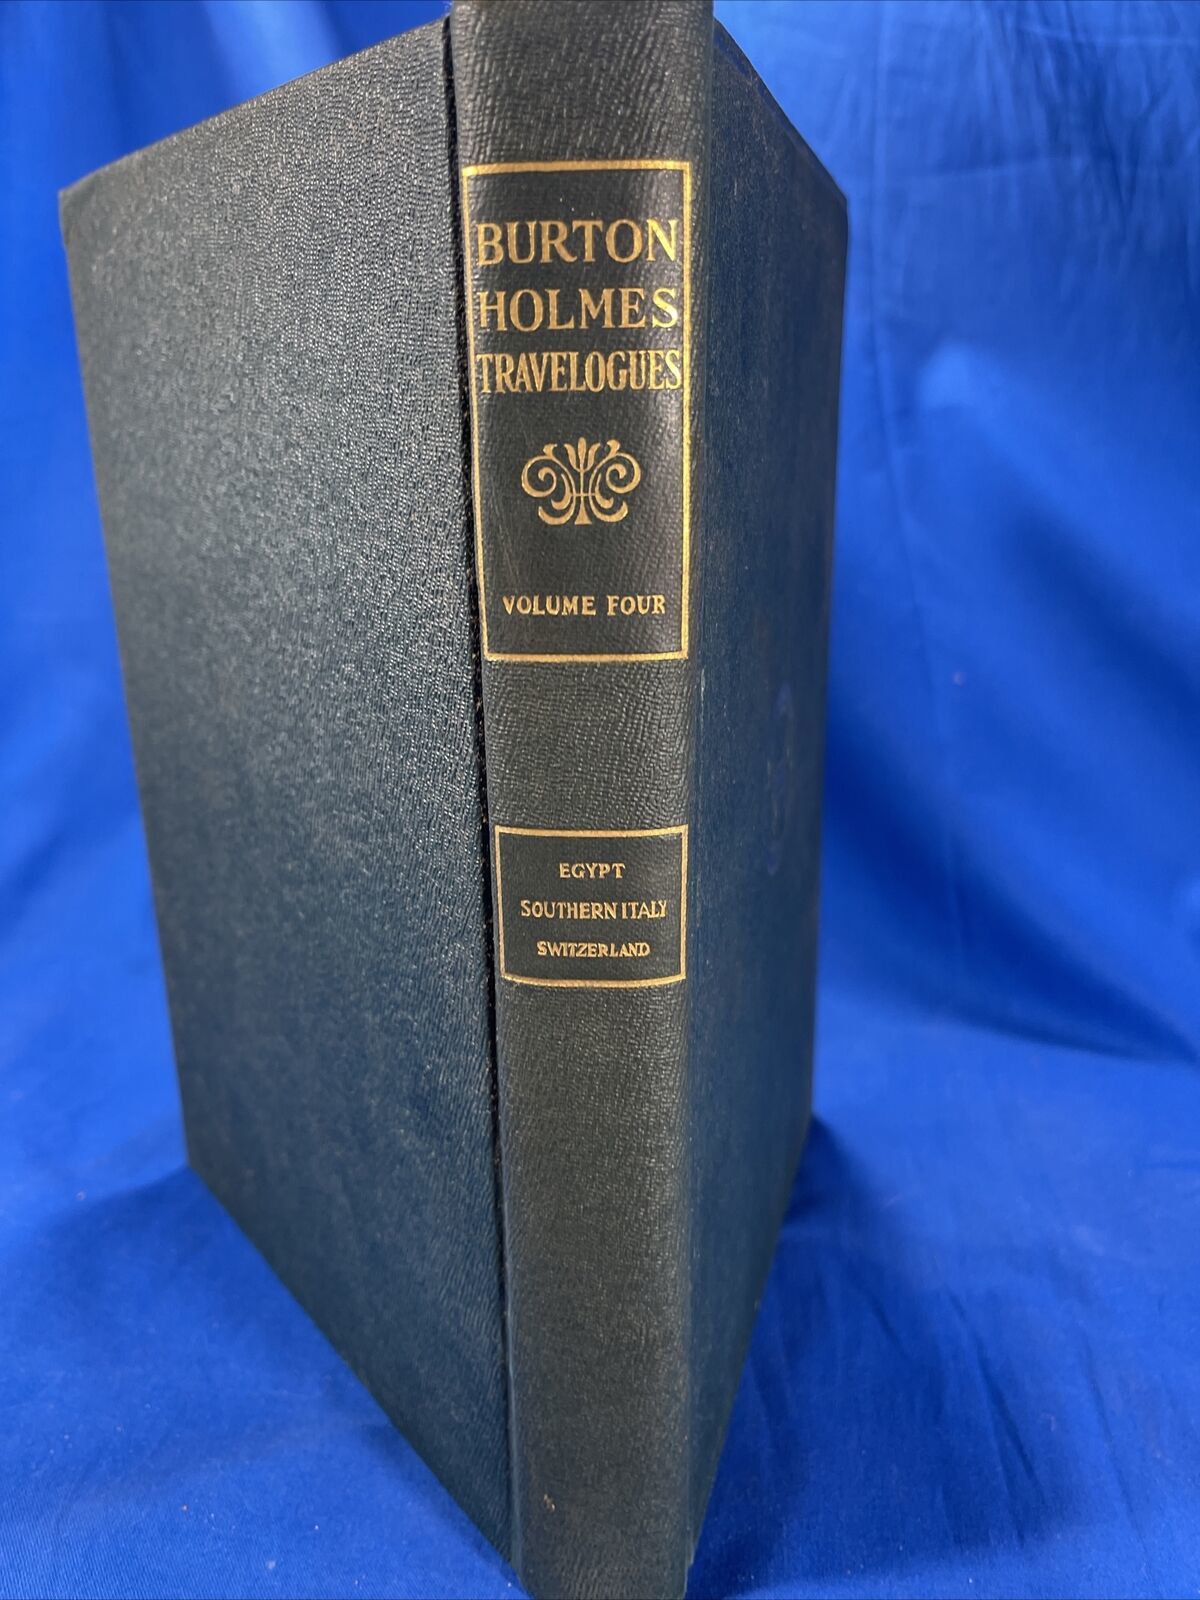 BURTON
HOLMES
TRAVELOGUES
VOLUME FOUR
EGYPT
SOUTHERN ITALY
SWITZERLAND